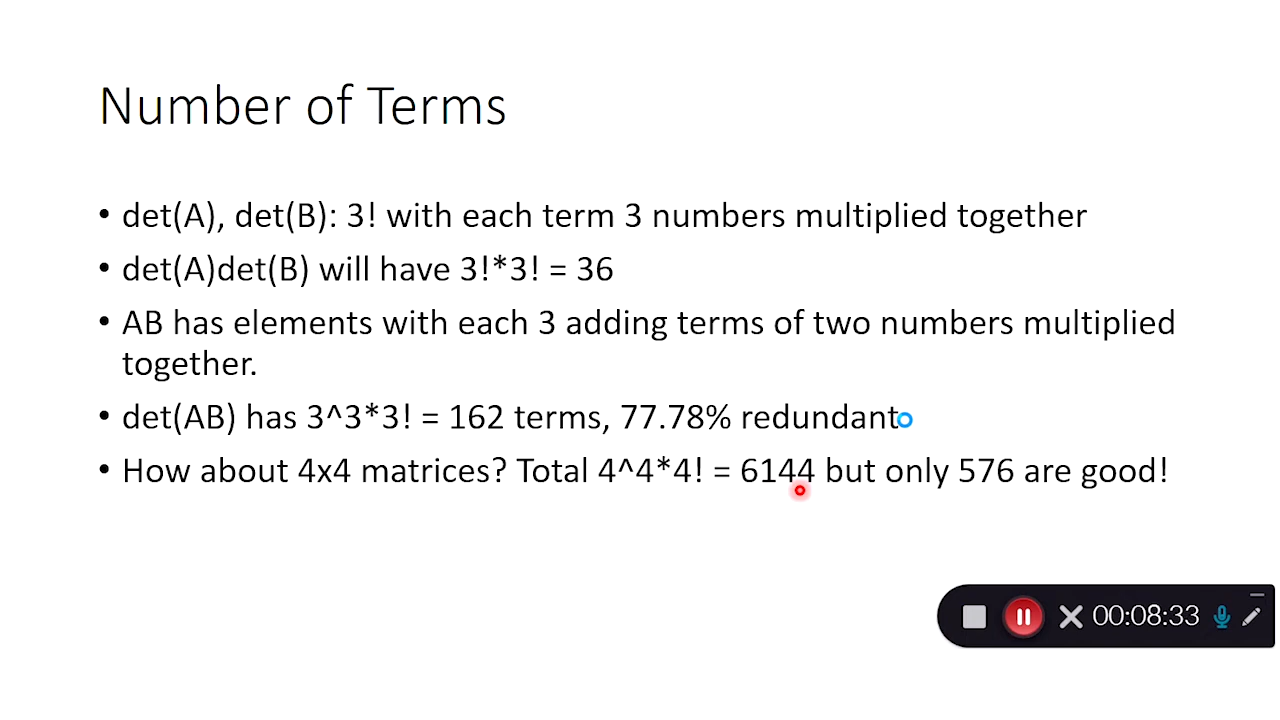 Number of Terms
• det(A), det(B): 3! with each term 3 numbers multiplied together
• det(A)det(B) will have 3!*3! = 36
• AB has elements with each 3 adding terms of two numbers multiplied
together.
• det(AB) has 3^3*3! = 162 terms, 77.78% redundant
• How about 4x4 matrices? Total 4^4*4! = 6144 but only 576 are good!
00:08:33